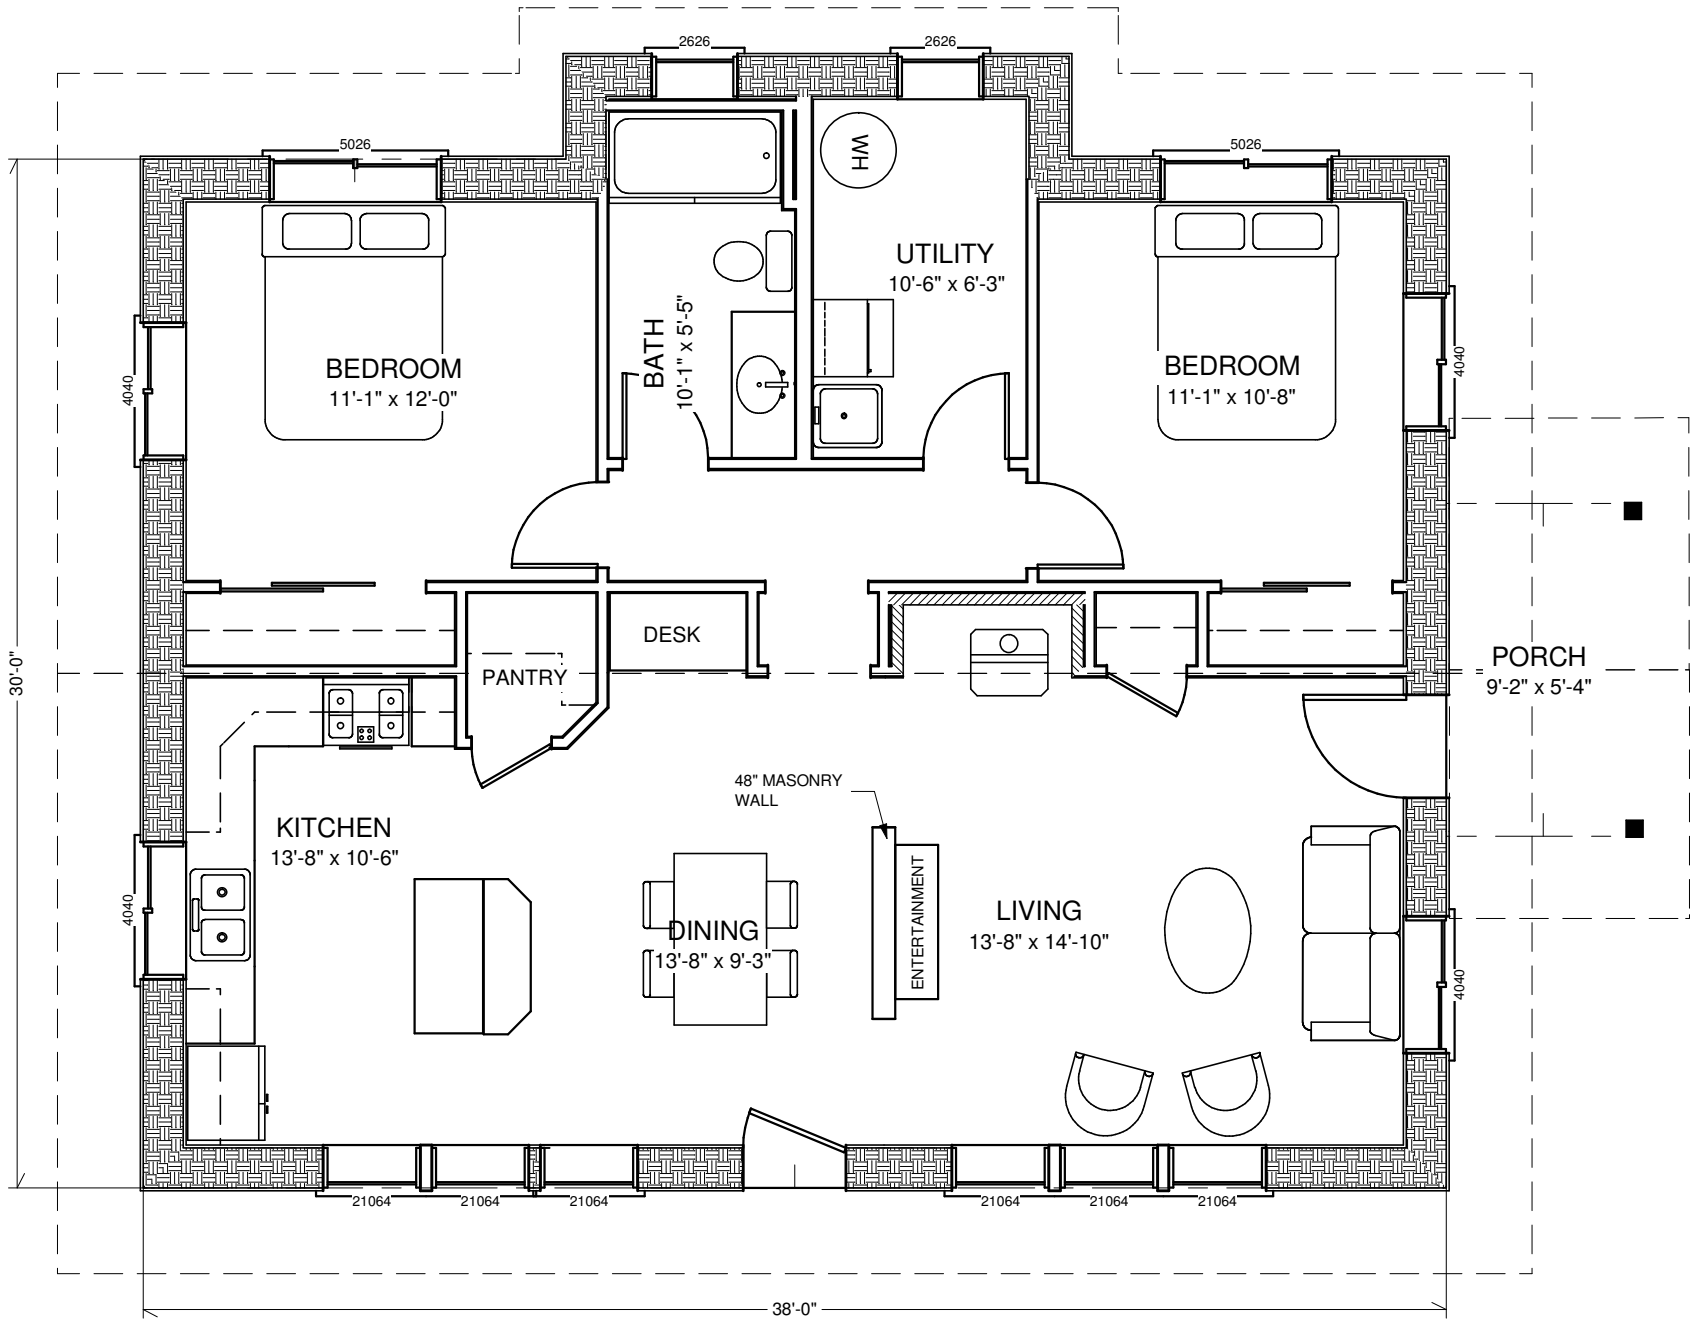 2626
2626
5026
5026
WH
UTILITY
10'-6" x 6'-3"
BATH
10'-1" x 5'-5"
BEDROOM
11'-1" x 12'-0"
BEDROOM
11'-1" x 10'-8"
4040
4040
DESK
PANTRY
PORCH
9'-2" x 5'-4"
30'-0"
48" MASONRY
WALL
KITCHEN
13'-8" x 10'-6"
4040
DINING
13'-8" x 9'-3"
ENTERTAINMENT
LIVING
13'-8" x 14'-10"
4040
21064
21064
21064
21064
21064
21064
38'-0"